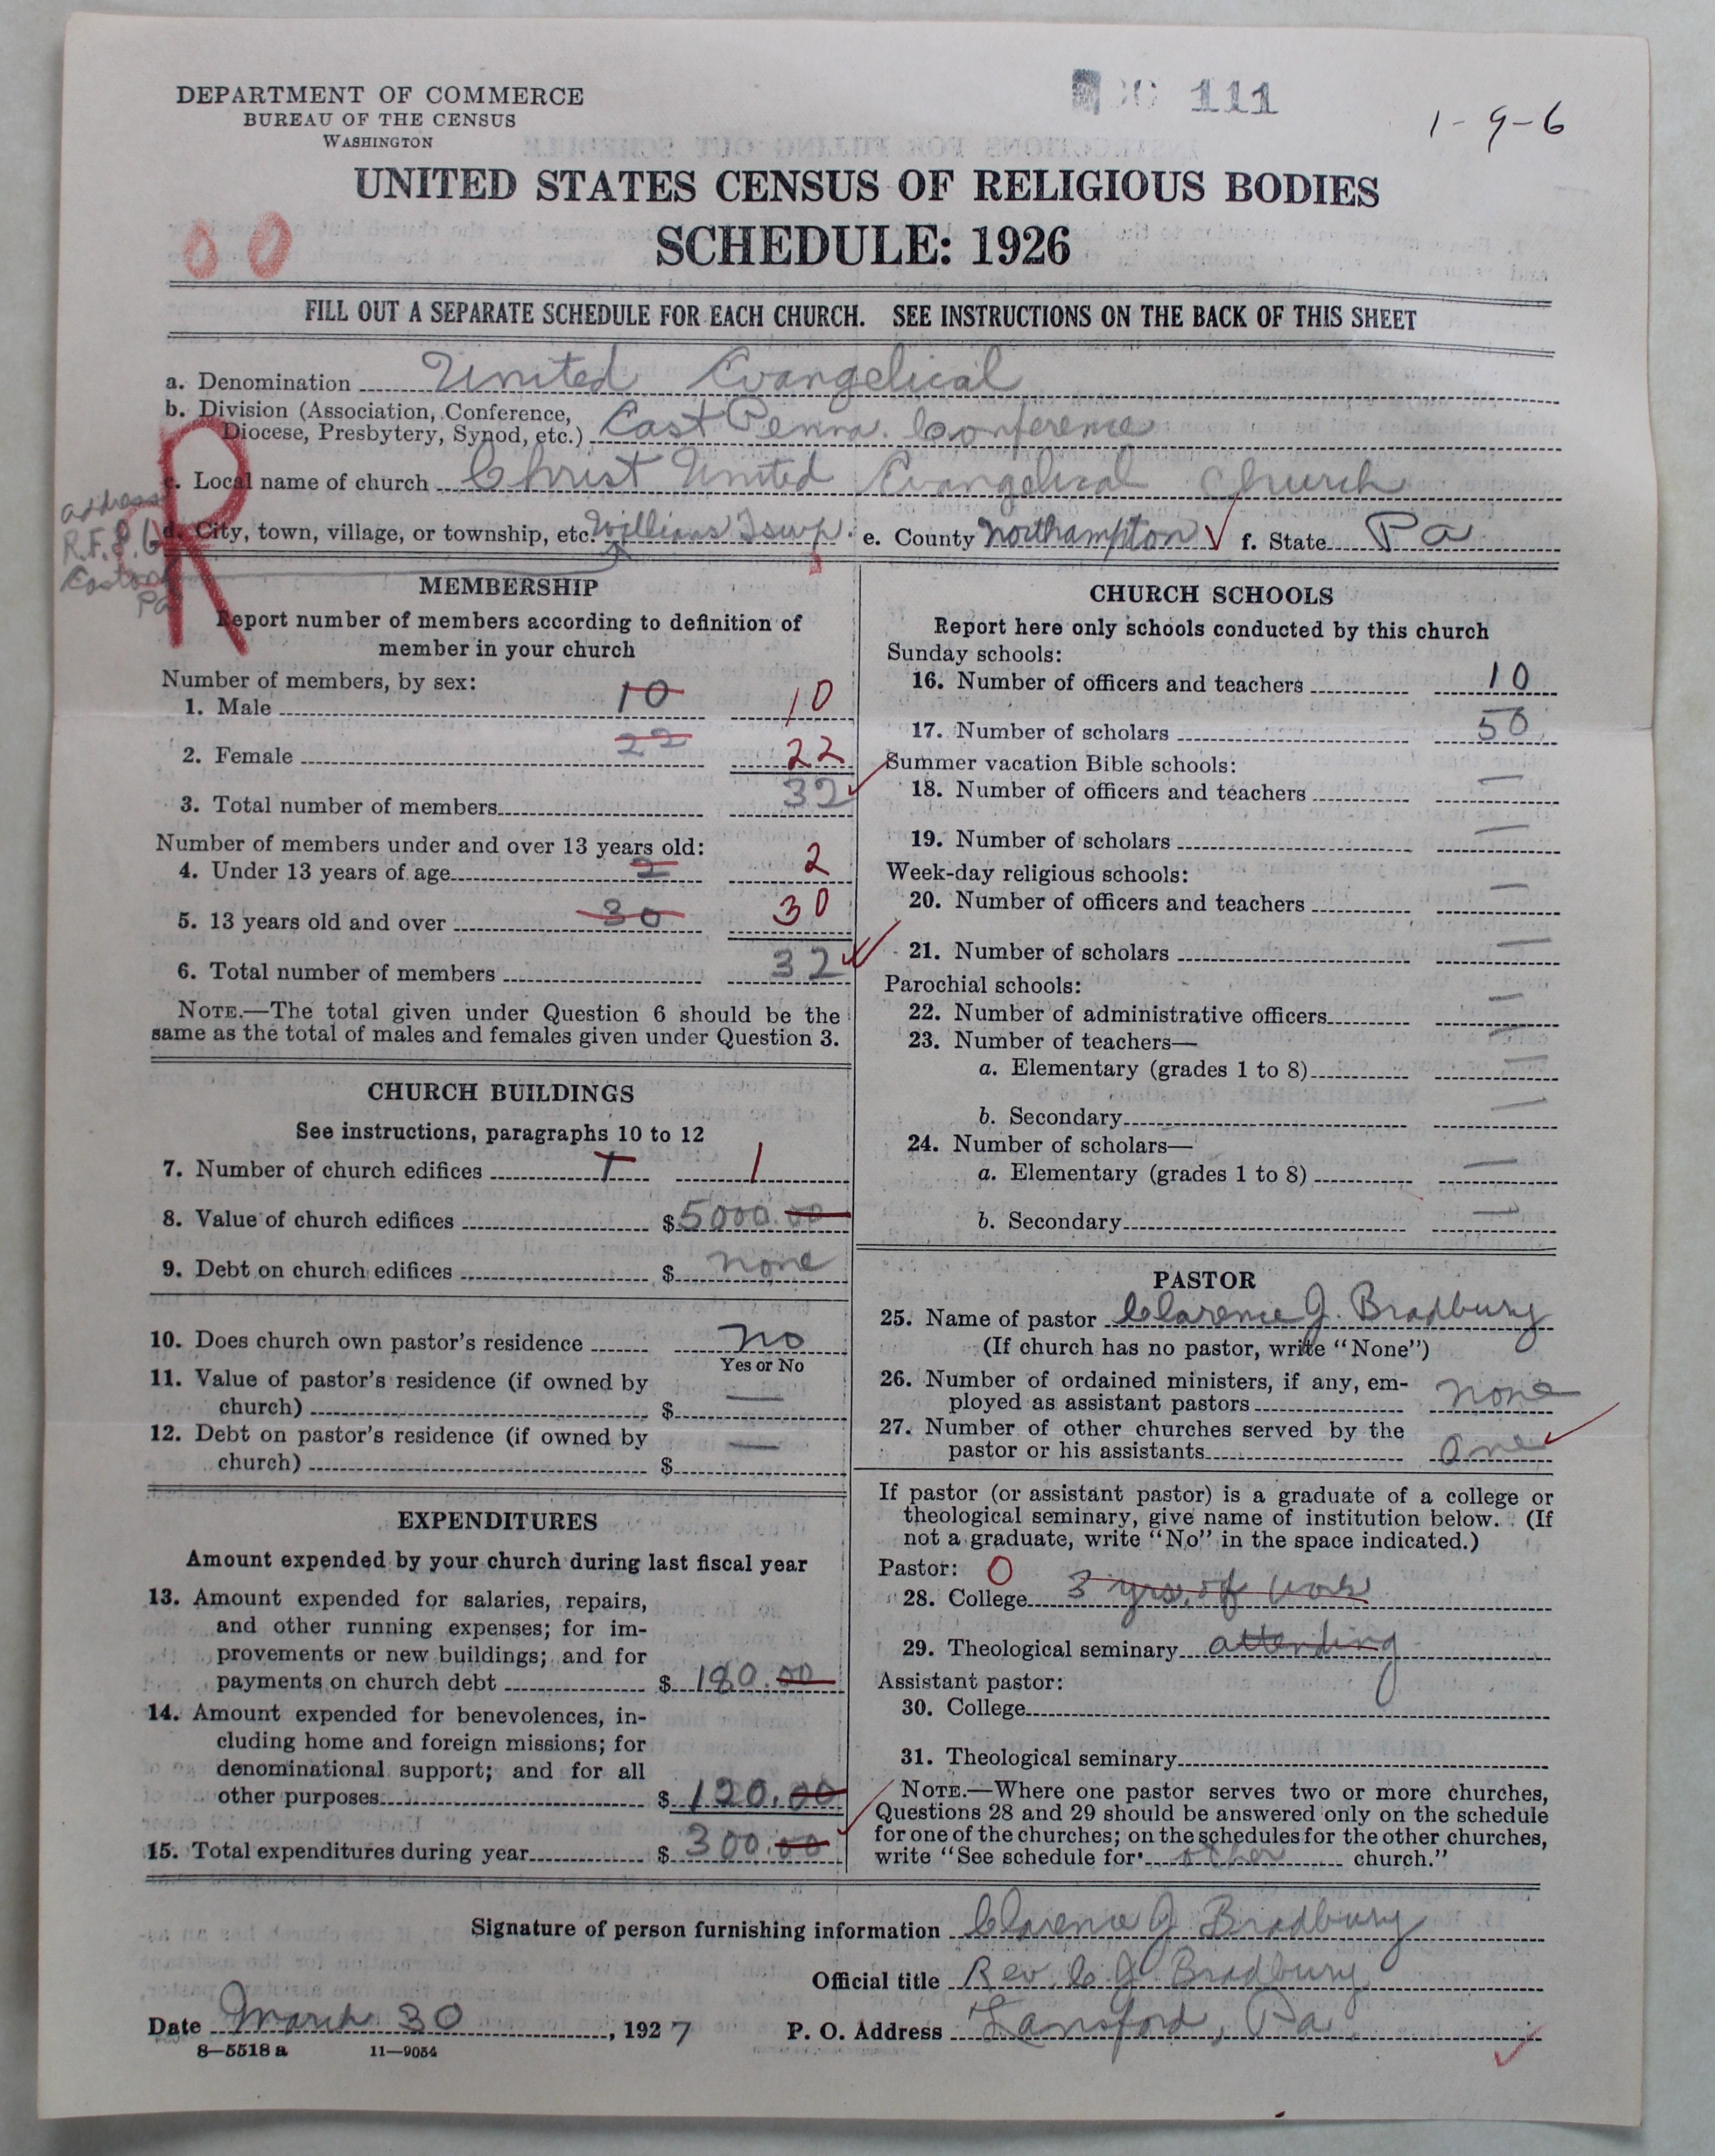 DEPARTMENT OF COMMERCE
BUREAU OF THE CENSUS
WASHINGTON
111
1-9-6
UNITED STATES CENSUS OF RELIGIOUS BODIES
SCHEDULE: 1926
00
FILL OUT A SEPARATE SCHEDULE FOR EACH CHURCH. SEE INSTRUCTIONS ON THE BACK OF THIS SHEET
a. Denomination United Evangelical
b. Division (Association, Conference,
Diocese, Presbytery, Synod, etc.) East Penna. Conference
R
c. Local name of church Christ United Evangelical Church
d. City, town, village, or township, etc. Williams Tswp. e. County Northampton f. State Pa
address
R.F.D. 6
Easton
Pa
MEMBERSHIP
Report number of members according to definition of
member in your church
Number of members, by sex:
1. Male 10 10
2. Female 22 22
3. Total number of members 32
Number of members under and over 13 years old:
4. Under 13 years of age 2 2
5. 13 years old and over 30 30
6. Total number of members 32
NOTE.—The total given under Question 6 should be the
same as the total of males and females given under Question 3.
CHURCH BUILDINGS
See instructions, paragraphs 10 to 12
7. Number of church edifices 1 1
8. Value of church edifices $ 5000.00
9. Debt on church edifices $ none
10. Does church own pastor's residence no
Yes or No
11. Value of pastor's residence (if owned by
church) $ —
12. Debt on pastor's residence (if owned by
church) $ —
EXPENDITURES
Amount expended by your church during last fiscal year
13. Amount expended for salaries, repairs,
and other running expenses; for im-
provements or new buildings; and for
payments on church debt $ 180.00
14. Amount expended for benevolences, in-
cluding home and foreign missions; for
denominational support; and for all
other purposes $ 120.00
15. Total expenditures during year $ 300.00
CHURCH SCHOOLS
Report here only schools conducted by this church
Sunday schools:
16. Number of officers and teachers 10
17. Number of scholars 50
Summer vacation Bible schools:
18. Number of officers and teachers —
19. Number of scholars —
Week-day religious schools:
20. Number of officers and teachers —
21. Number of scholars —
Parochial schools:
22. Number of administrative officers —
23. Number of teachers— —
a. Elementary (grades 1 to 8) —
b. Secondary —
24. Number of scholars—
a. Elementary (grades 1 to 8) —
b. Secondary —
PASTOR
25. Name of pastor Clarence J. Bradbury
(If church has no pastor, write "None")
26. Number of ordained ministers, if any, em-
ployed as assistant pastors none
27. Number of other churches served by the
pastor or his assistants one
If pastor (or assistant pastor) is a graduate of a college or
theological seminary, give name of institution below. (If
not a graduate, write "No" in the space indicated.)
Pastor: 0
28. College 3 yrs. of work
29. Theological seminary attending
Assistant pastor:
30. College
31. Theological seminary
NOTE.—Where one pastor serves two or more churches,
Questions 28 and 29 should be answered only on the schedule
for one of the churches; on the schedules for the other churches,
write "See schedule for other church."
Signature of person furnishing information Clarence J Bradbury
Official title Rev. C. J. Bradbury
Date March 30, 1927 P. O. Address Lansford, Pa
8—5518a 11—9054